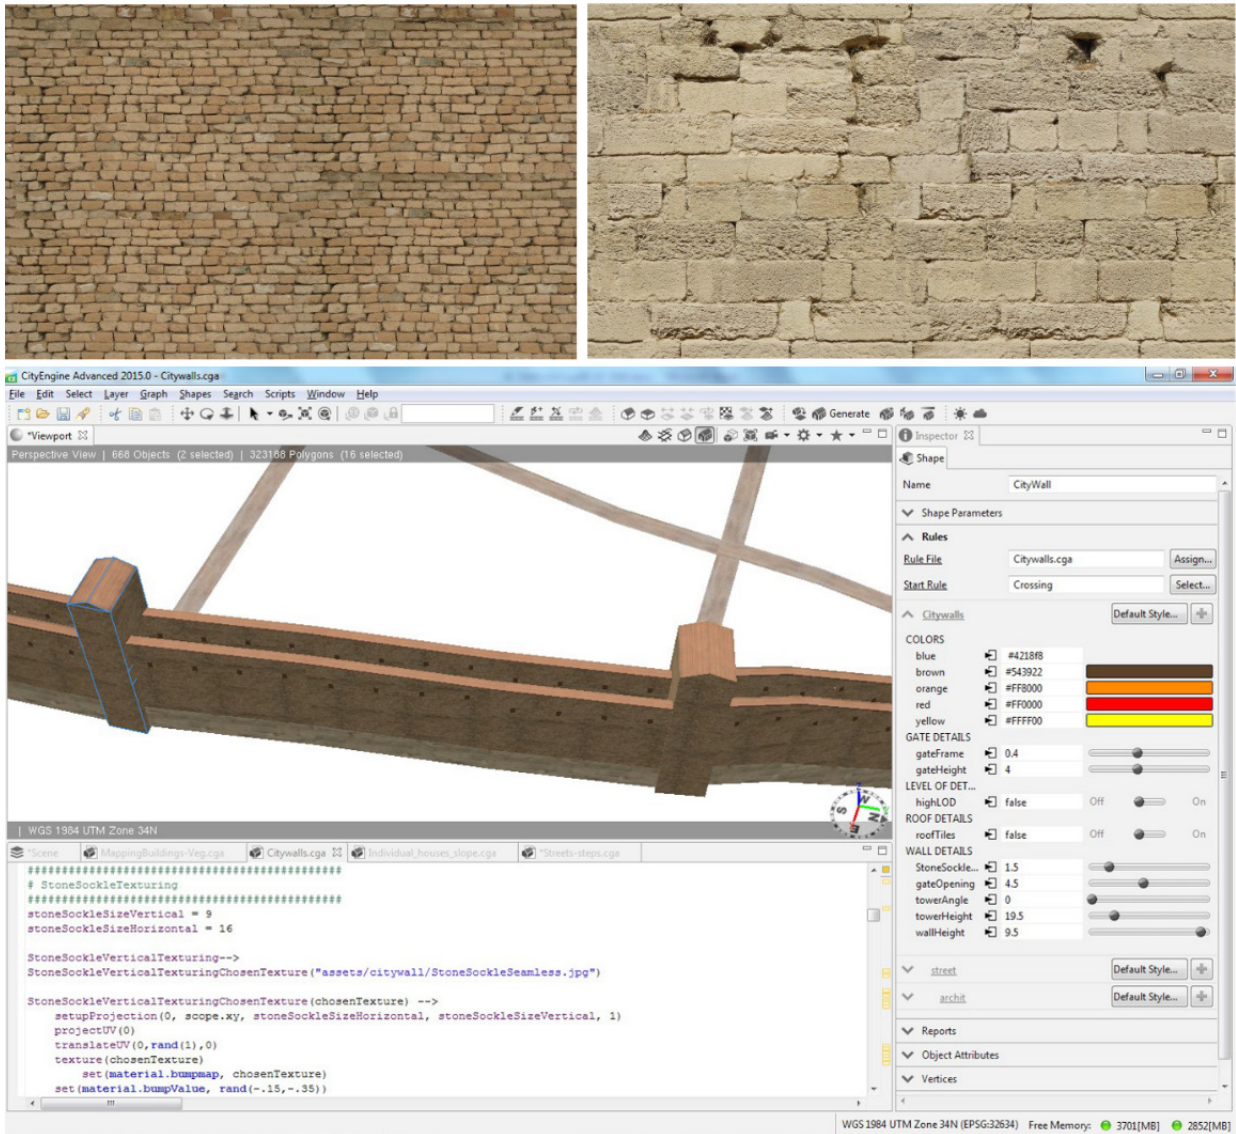 CityEngine Advanced 2015.0 - Citywalls.cga
File Edit Select Layer Graph Shapes Search Scripts Window Help
Generate
*Viewport
Perspective View | 668 Objects (2 selected) | 323188 Polygons (16 selected)
WGS 1984 UTM Zone 34N
*Scene MappingBuildings-Veg.cga Citywalls.cga Individual_houses_slope.cga *Streets-steps.cga
##############################################
# StoneSockleTexturing
##############################################
stoneSockleSizeVertical = 9
stoneSockleSizeHorizontal = 16
StoneSockleVerticalTexturing-->
StoneSockleVerticalTexturingChosenTexture("assets/citywall/StoneSockleSeamless.jpg")
StoneSockleVerticalTexturingChosenTexture(chosenTexture) -->
setupProjection(0, scope.xy, stoneSockleSizeHorizontal, stoneSockleSizeVertical, 1)
projectUV(0)
translateUV(0,rand(1),0)
texture(chosenTexture)
set(material.bumpmap, chosenTexture)
set(material.bumpValue, rand(-.15,-.35))
Inspector
Shape
Name CityWall
Shape Parameters
Rules
Rule File Citywalls.cga Assign...
Start Rule Crossing Select...
Citywalls Default Style...
COLORS
blue #4218f8
brown #543922
orange #FF8000
red #FF0000
yellow #FFFF00
GATE DETAILS
gateFrame 0.4
gateHeight 4
LEVEL OF DET...
highLOD false Off On
ROOF DETAILS
roofTiles false Off On
WALL DETAILS
StoneSockle... 1.5
gateOpening 4.5
towerAngle 0
towerHeight 19.5
wallHeight 9.5
street Default Style...
archit Default Style...
Reports
Object Attributes
Vertices
WGS 1984 UTM Zone 34N (EPSG:32634) Free Memory: 3701[MB] 2852[MB]